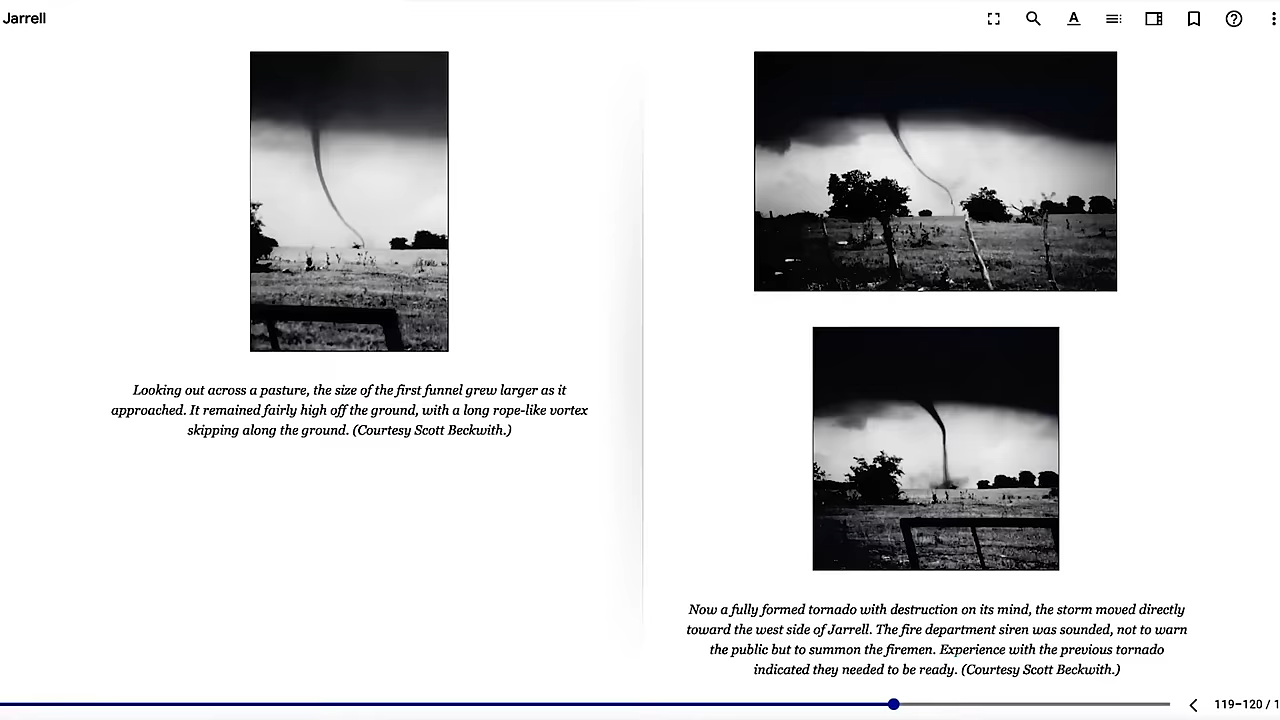 Jarrell
Looking out across a pasture, the size of the first funnel grew larger as it
approached. It remained fairly high off the ground, with a long rope-like vortex
skipping along the ground. (Courtesy Scott Beckwith.)
Now a fully formed tornado with destruction on its mind, the storm moved directly
toward the west side of Jarrell. The fire department siren was sounded, not to warn
the public but to summon the firemen. Experience with the previous tornado
indicated they needed to be ready. (Courtesy Scott Beckwith.)
119–120 / 1